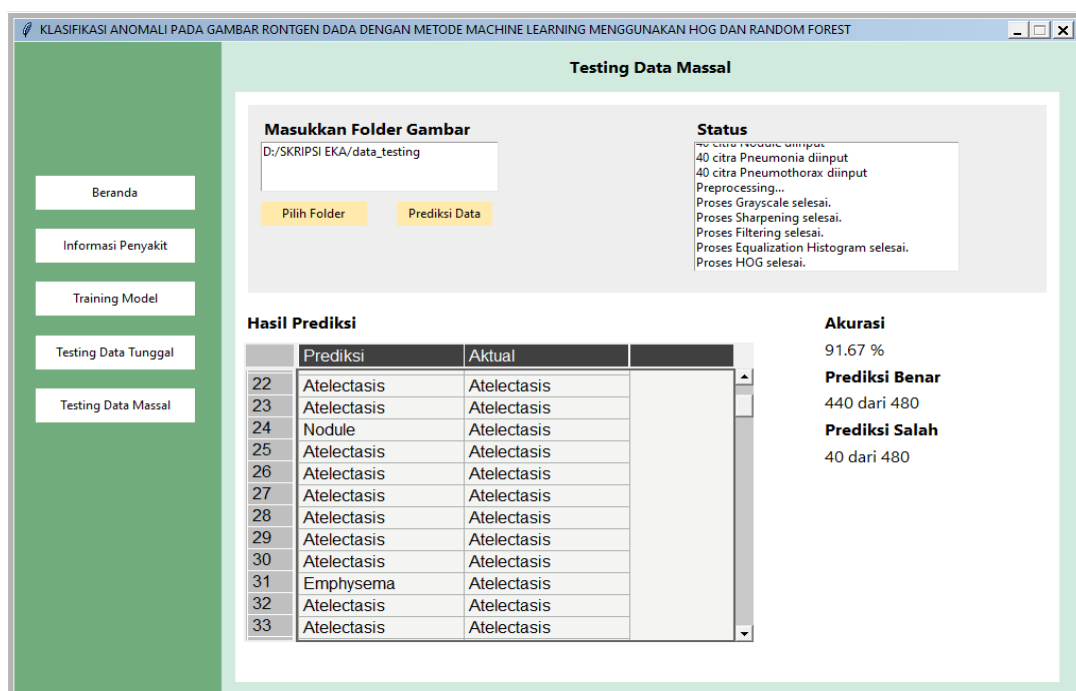 KLASIFIKASI ANOMALI PADA GAMBAR RONTGEN DADA DENGAN METODE MACHINE LEARNING MENGGUNAKAN HOG DAN RANDOM FOREST
Testing Data Massal
Beranda
Informasi Penyakit
Training Model
Testing Data Tunggal
Testing Data Massal
Masukkan Folder Gambar
D:/SKRIPSI EKA/data_testing
Pilih Folder
Prediksi Data
Status
40 citra Nodule diinput
40 citra Pneumonia diinput
40 citra Pneumothorax diinput
Preprocessing...
Proses Grayscale selesai.
Proses Sharpening selesai.
Proses Filtering selesai.
Proses Equalization Histogram selesai.
Proses HOG selesai.
Hasil Prediksi
Prediksi Aktual
22 Atelectasis Atelectasis
23 Atelectasis Atelectasis
24 Nodule Atelectasis
25 Atelectasis Atelectasis
26 Atelectasis Atelectasis
27 Atelectasis Atelectasis
28 Atelectasis Atelectasis
29 Atelectasis Atelectasis
30 Atelectasis Atelectasis
31 Emphysema Atelectasis
32 Atelectasis Atelectasis
33 Atelectasis Atelectasis
Akurasi
91.67 %
Prediksi Benar
440 dari 480
Prediksi Salah
40 dari 480